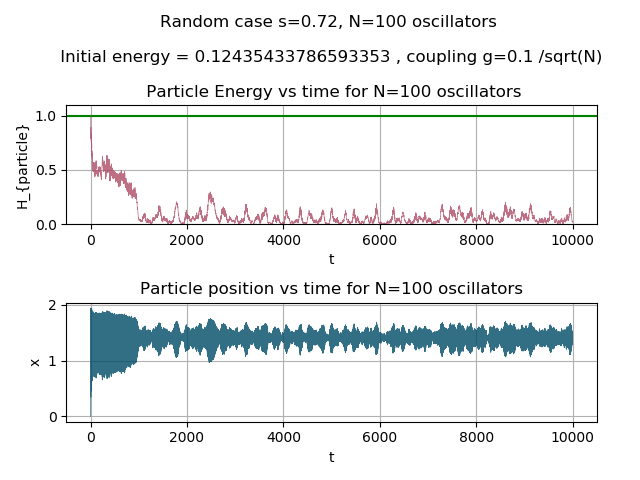 Random case s=0.72, N=100 oscillators
Initial energy = 0.12435433786593353 , coupling g=0.1 /sqrt(N)
Particle Energy vs time for N=100 oscillators
H_{particle}
1.0
0.5
0.0
0 2000 4000 6000 8000 10000
t
Particle position vs time for N=100 oscillators
x
2
1
0
0 2000 4000 6000 8000 10000
t